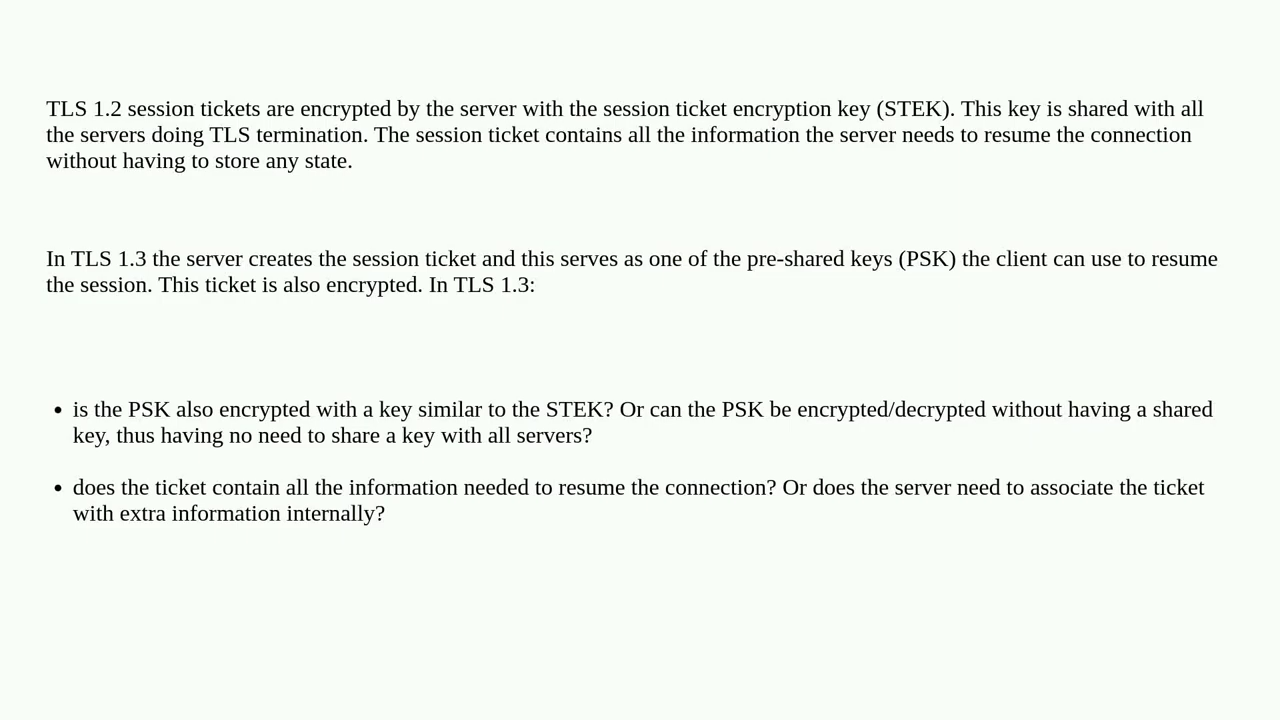 TLS 1.2 session tickets are encrypted by the server with the session ticket encryption key (STEK). This key is shared with all
the servers doing TLS termination. The session ticket contains all the information the server needs to resume the connection
without having to store any state.
In TLS 1.3 the server creates the session ticket and this serves as one of the pre-shared keys (PSK) the client can use to resume
the session. This ticket is also encrypted. In TLS 1.3:
• is the PSK also encrypted with a key similar to the STEK? Or can the PSK be encrypted/decrypted without having a shared
key, thus having no need to share a key with all servers?
• does the ticket contain all the information needed to resume the connection? Or does the server need to associate the ticket
with extra information internally?